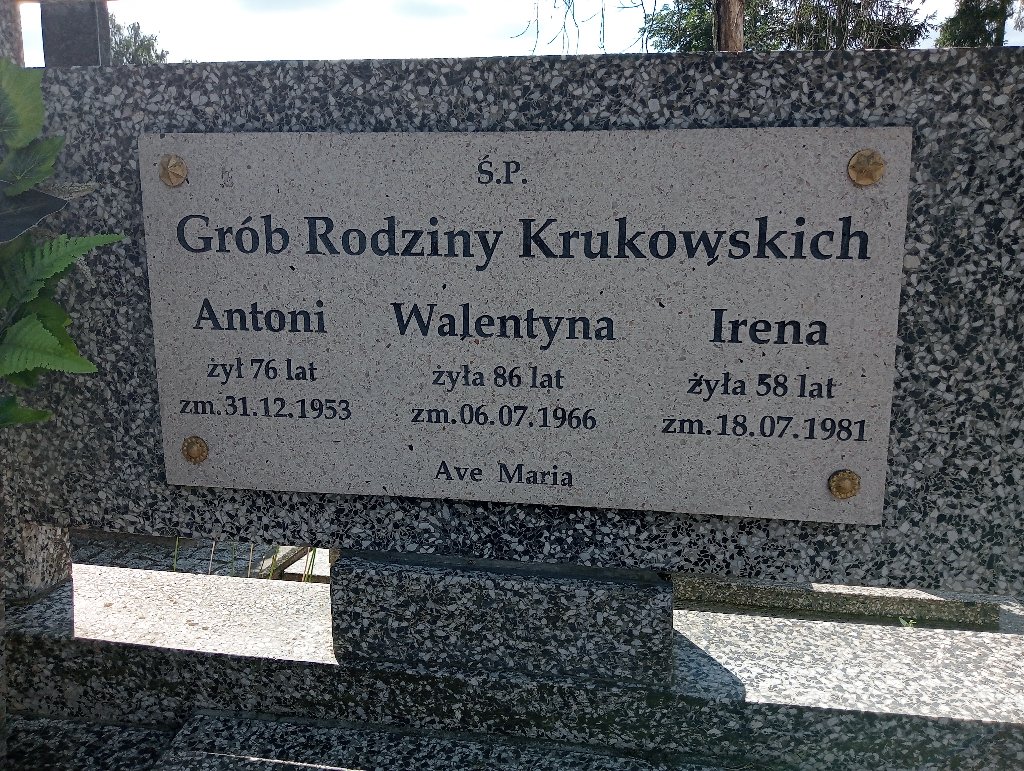 Ś.P.
Grób Rodziny Krukowskich
Antoni Walentyna Irena
żył 76 lat żyła 86 lat żyła 58 lat
zm.31.12.1953 zm.06.07.1966 zm.18.07.1981
Ave Maria